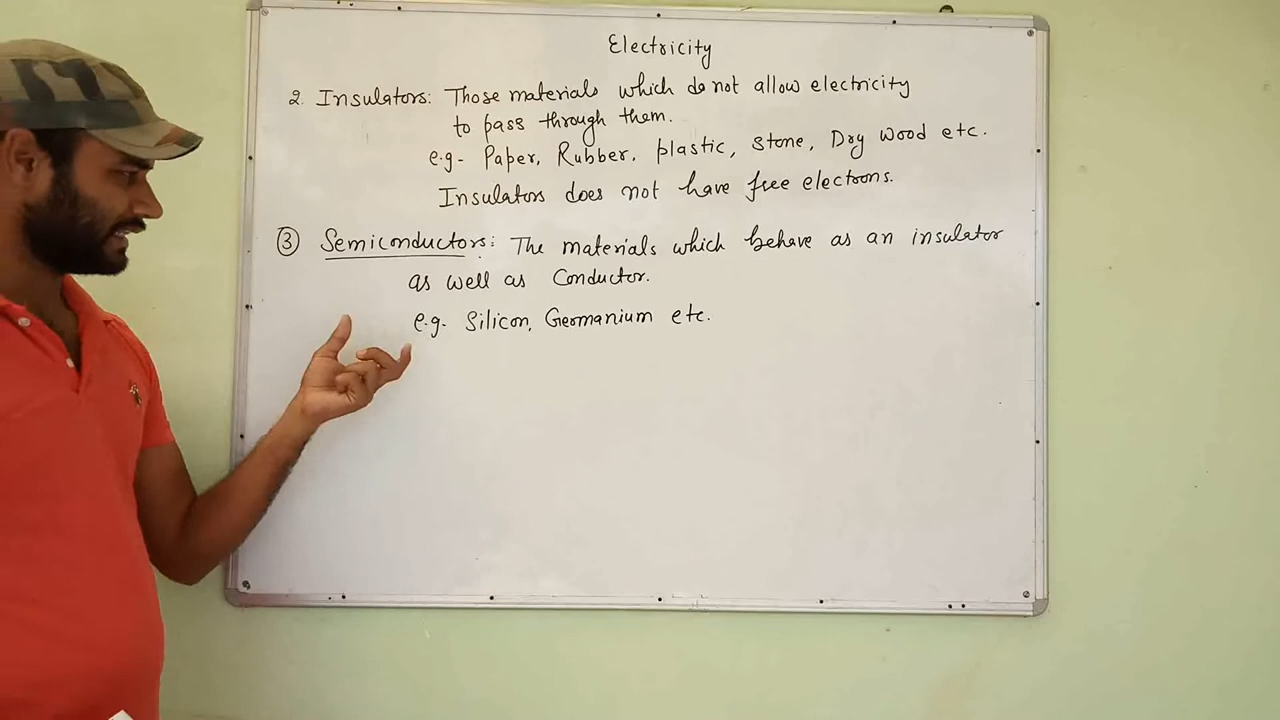 Electricity
2. Insulators: Those materials which do not allow electricity
to pass through them.
e.g- Paper, Rubber, plastic, Stone, Dry Wood etc.
Insulators does not have free electrons.
③ Semiconductors: The materials which behave as an insulator
as well as Conductor.
e.g. Silicon, Germanium etc.